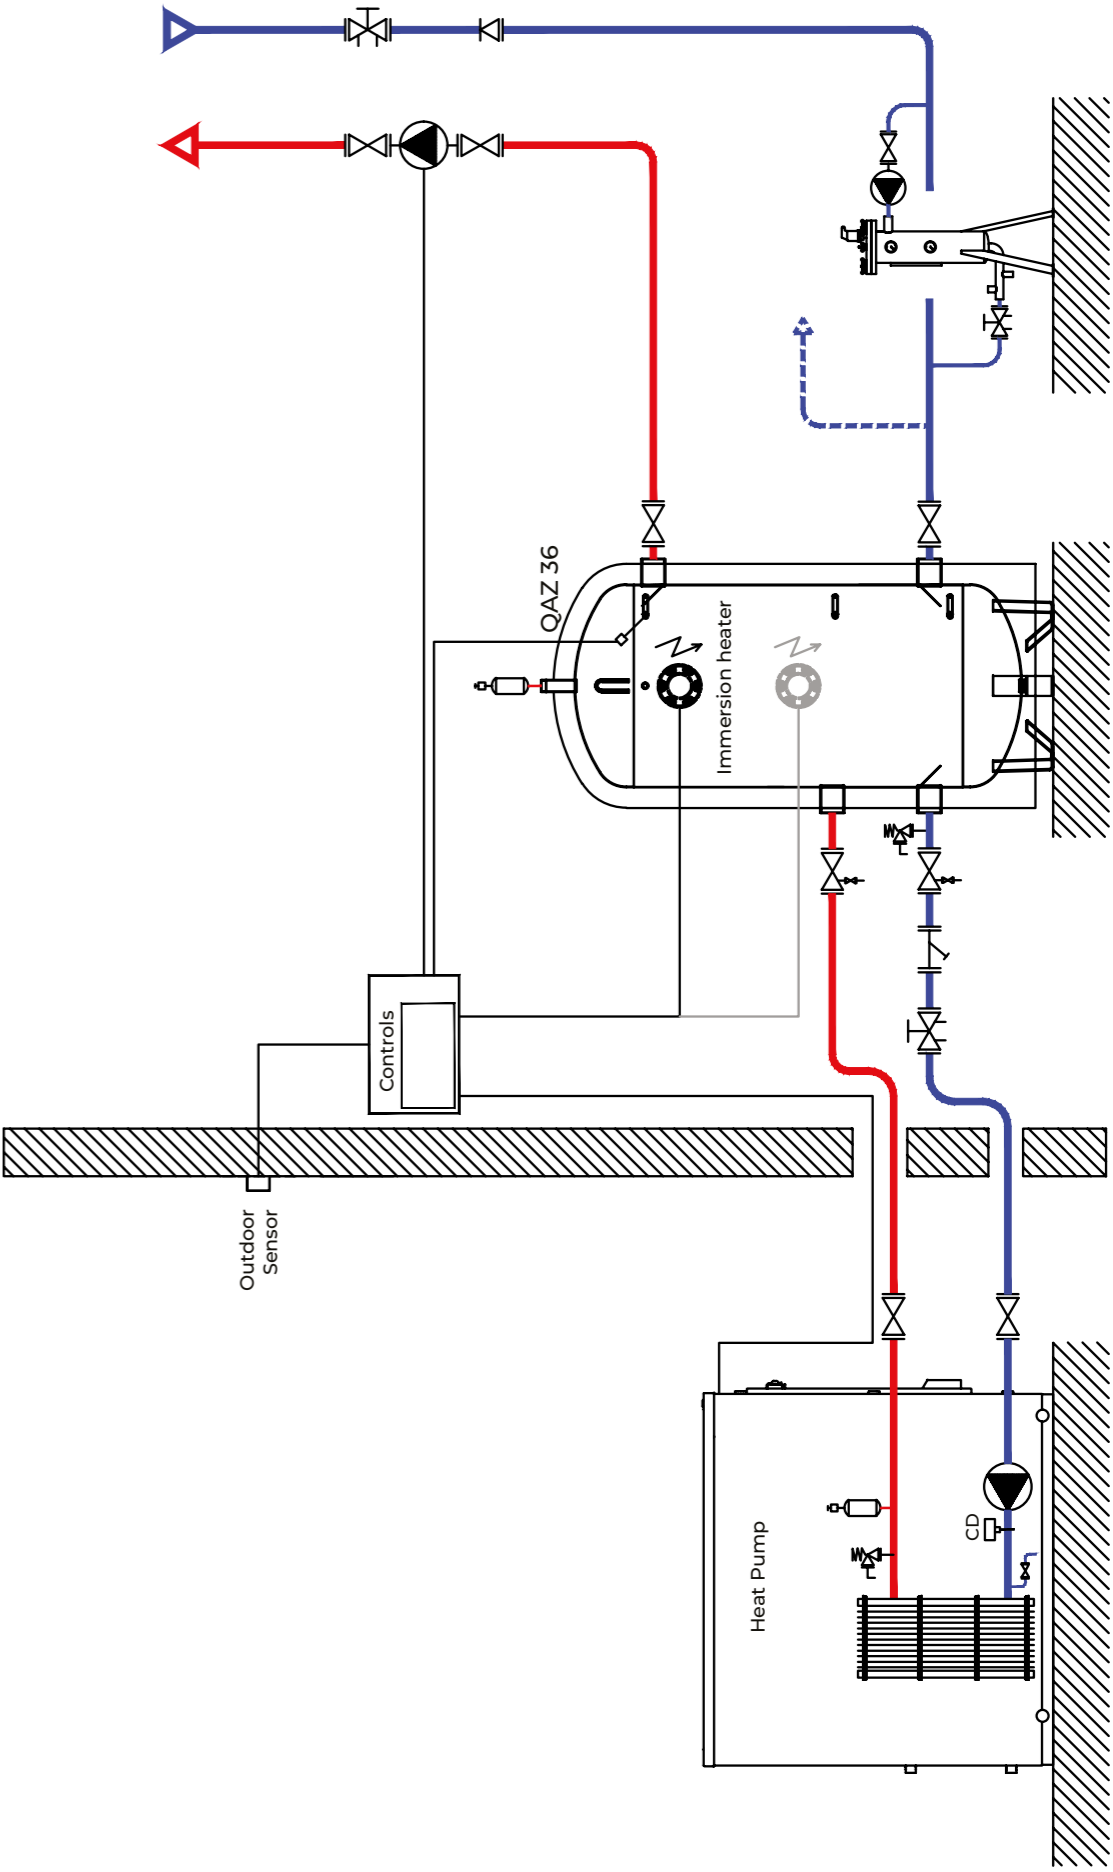 Heat Pump
CD
Outdoor
Sensor
Controls
QAZ 36
Immersion heater